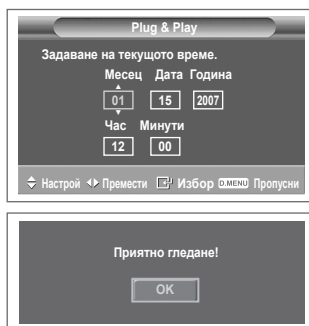 Plug & Play
Задаване на текущото време.
Месец Дата Година
01 15 2007
Час Минути
12 00
Настрой Премести Избор D.MENU Пропусни
Приятно гледане!
OK